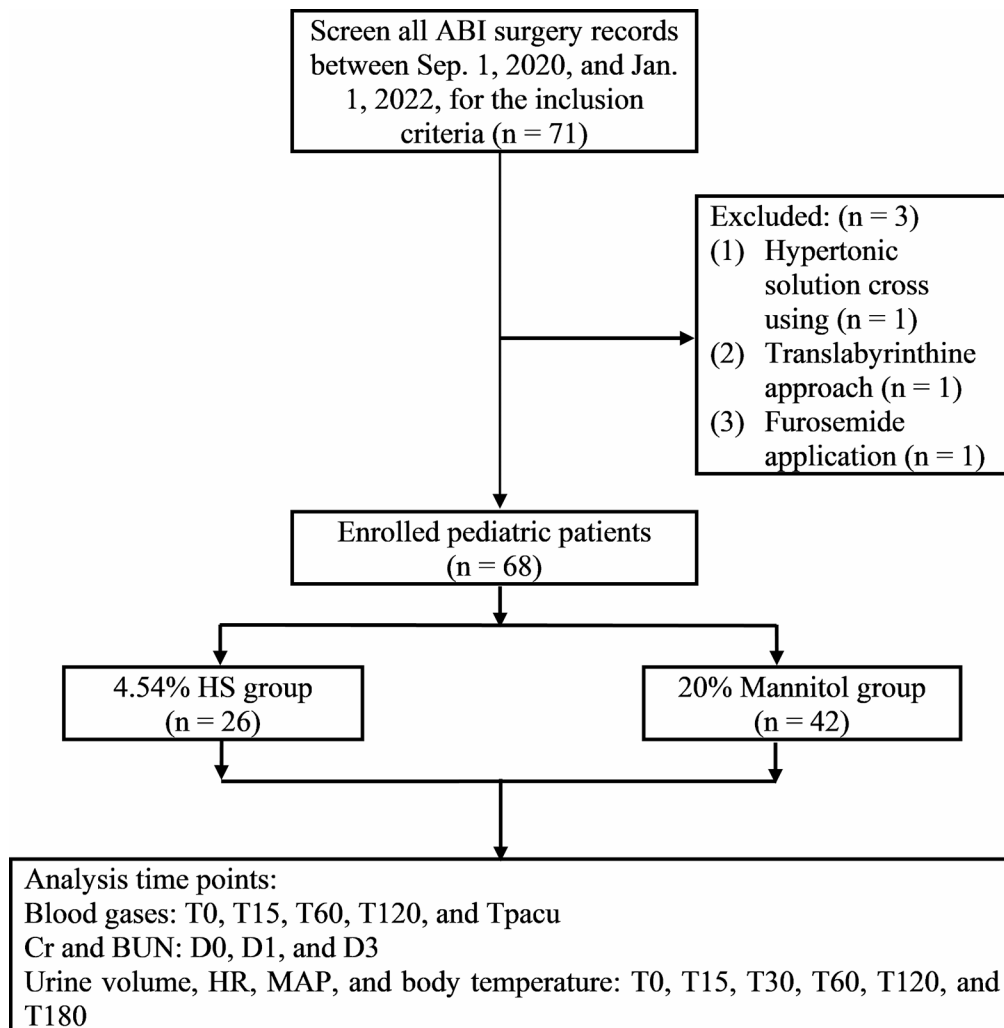 Screen all ABI surgery records
between Sep. 1, 2020, and Jan.
1, 2022, for the inclusion
criteria (n = 71)
Excluded: (n = 3)
(1) Hypertonic
solution cross
using (n = 1)
(2) Translabyrinthine
approach (n = 1)
(3) Furosemide
application (n = 1)
Enrolled pediatric patients
(n = 68)
4.54% HS group
(n = 26)
20% Mannitol group
(n = 42)
Analysis time points:
Blood gases: T0, T15, T60, T120, and Tpacu
Cr and BUN: D0, D1, and D3
Urine volume, HR, MAP, and body temperature: T0, T15, T30, T60, T120, and
T180